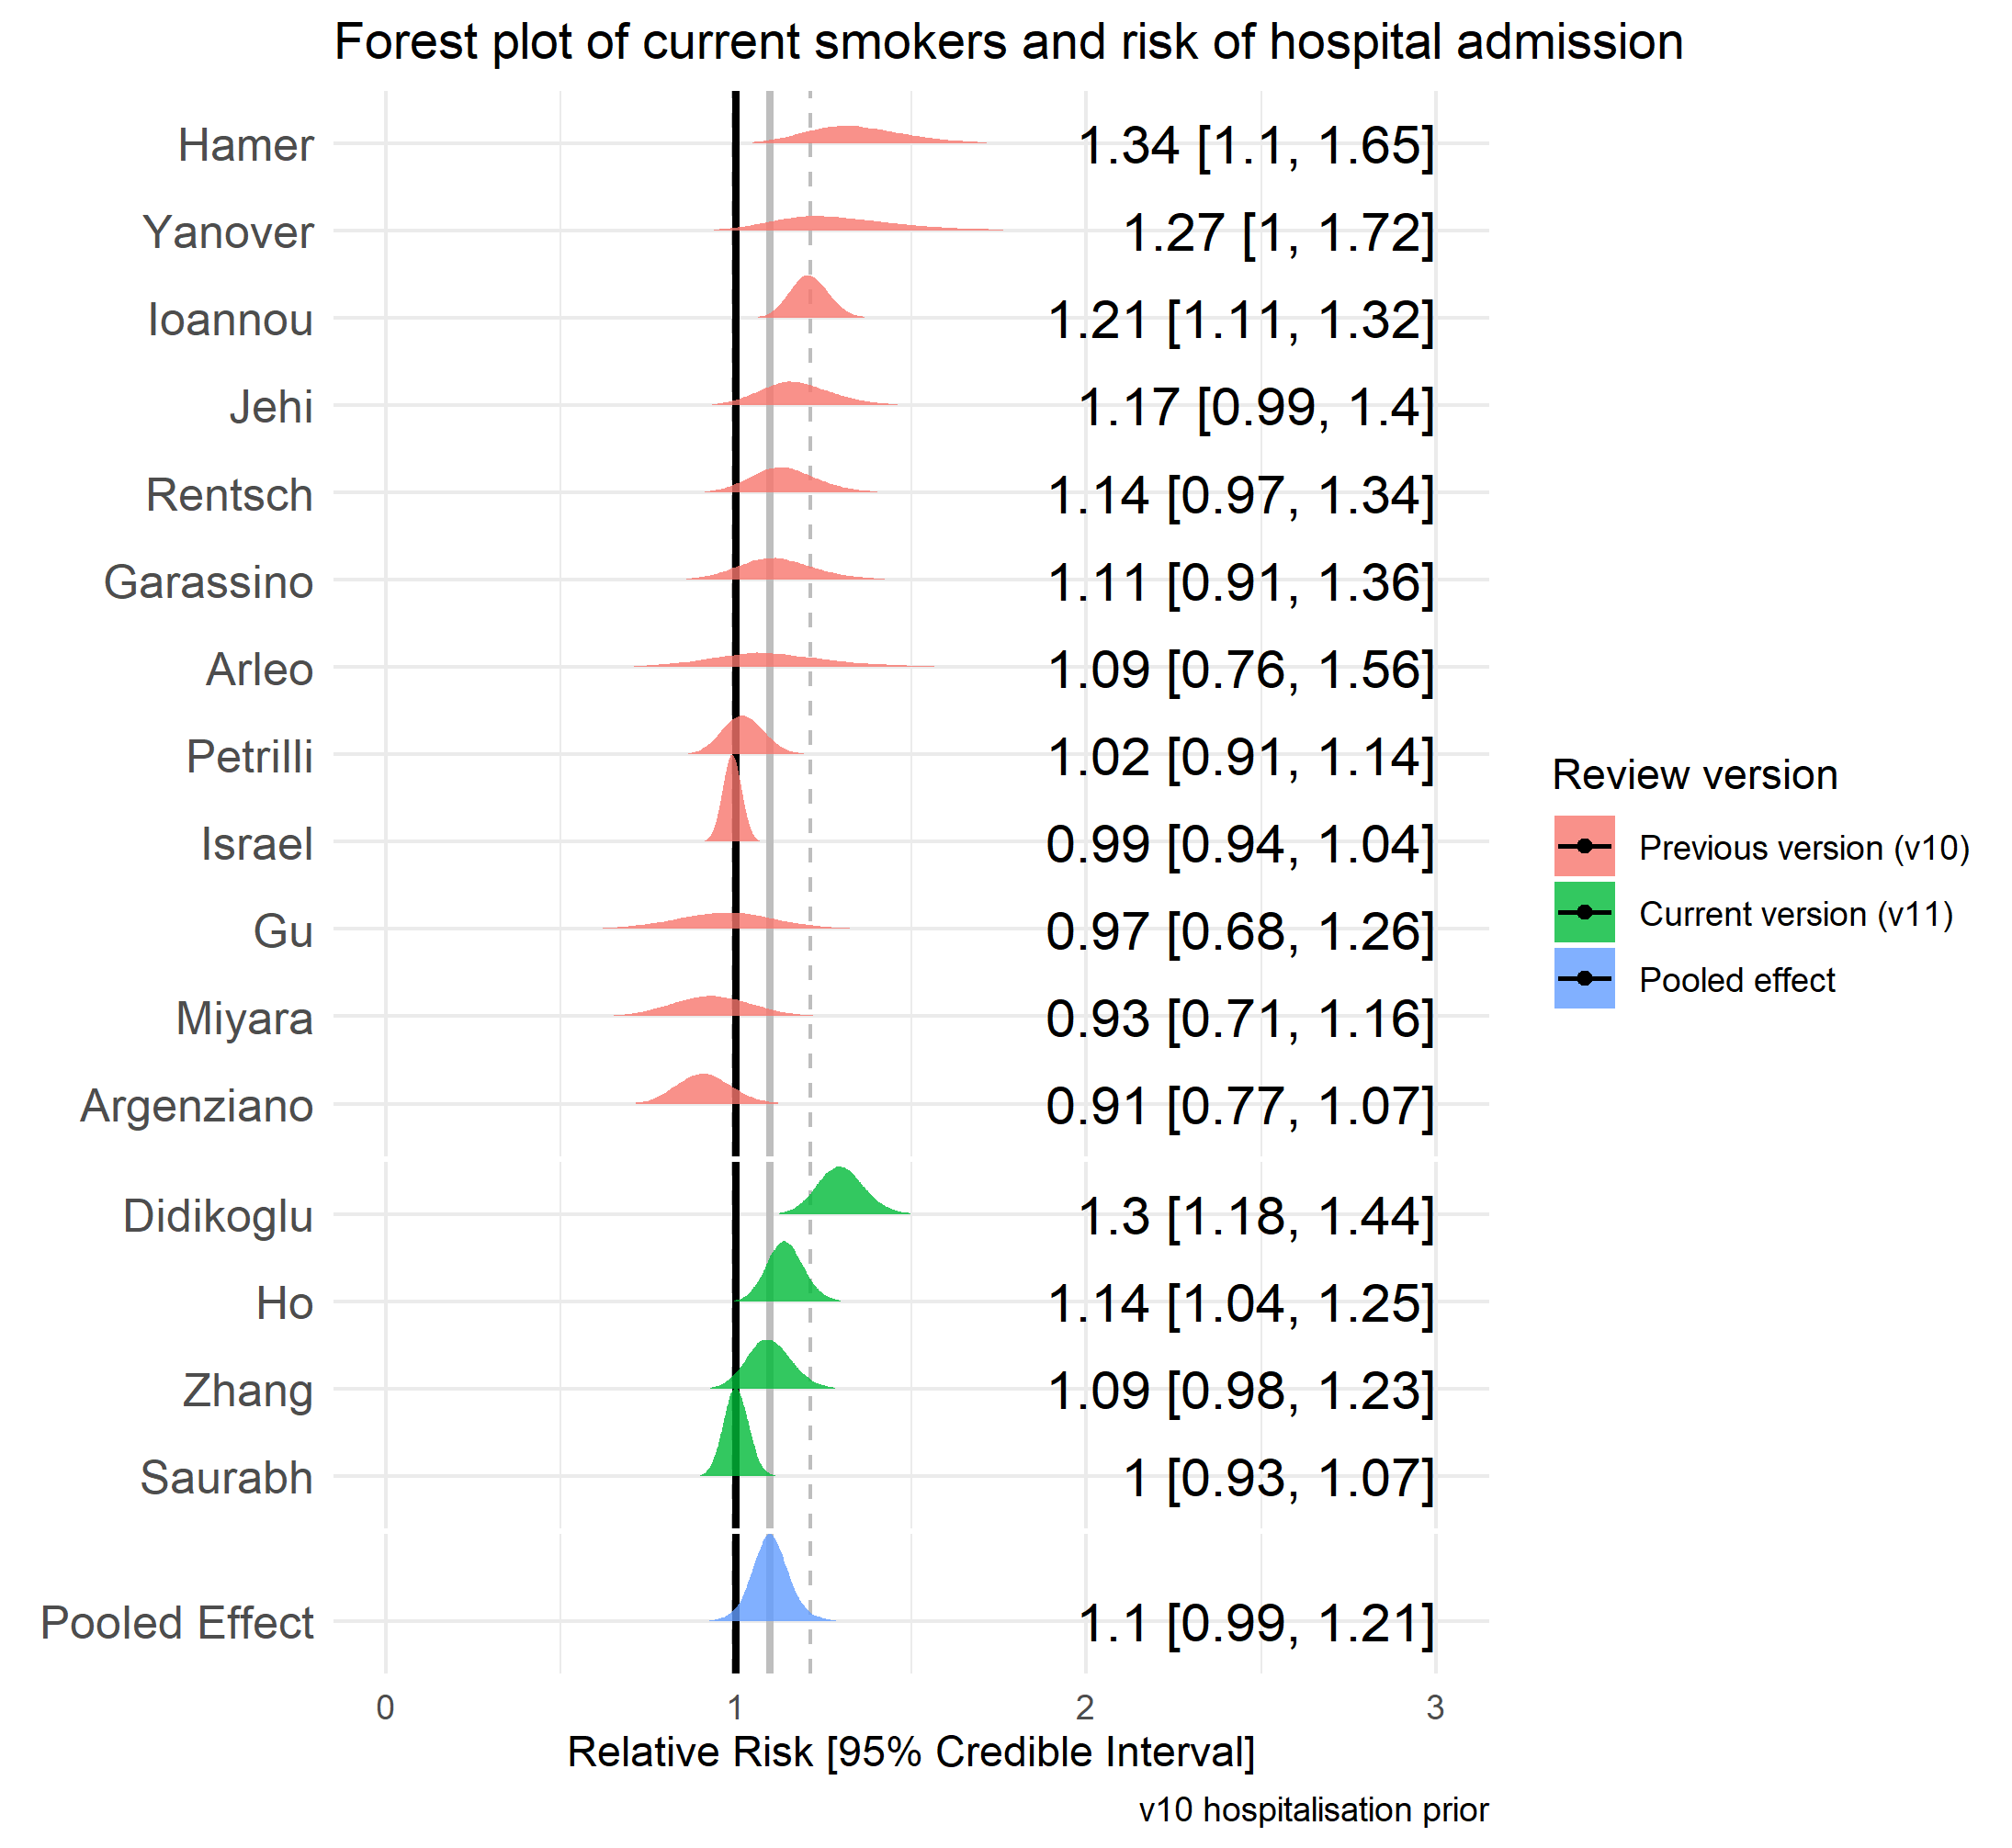 Forest plot of current smokers and risk of hospital admission
Hamer 1.34 [1.1, 1.65]
Yanover 1.27 [1, 1.72]
Ioannou 1.21 [1.11, 1.32]
Jehi 1.17 [0.99, 1.4]
Rentsch 1.14 [0.97, 1.34]
Garassino 1.11 [0.91, 1.36]
Arleo 1.09 [0.76, 1.56]
Petrilli 1.02 [0.91, 1.14]
Israel 0.99 [0.94, 1.04]
Gu 0.97 [0.68, 1.26]
Miyara 0.93 [0.71, 1.16]
Argenziano 0.91 [0.77, 1.07]
Didikoglu 1.3 [1.18, 1.44]
Ho 1.14 [1.04, 1.25]
Zhang 1.09 [0.98, 1.23]
Saurabh 1 [0.93, 1.07]
Pooled Effect 1.1 [0.99, 1.21]
0 1 2 3
Relative Risk [95% Credible Interval]
v10 hospitalisation prior
Review version
Previous version (v10)
Current version (v11)
Pooled effect